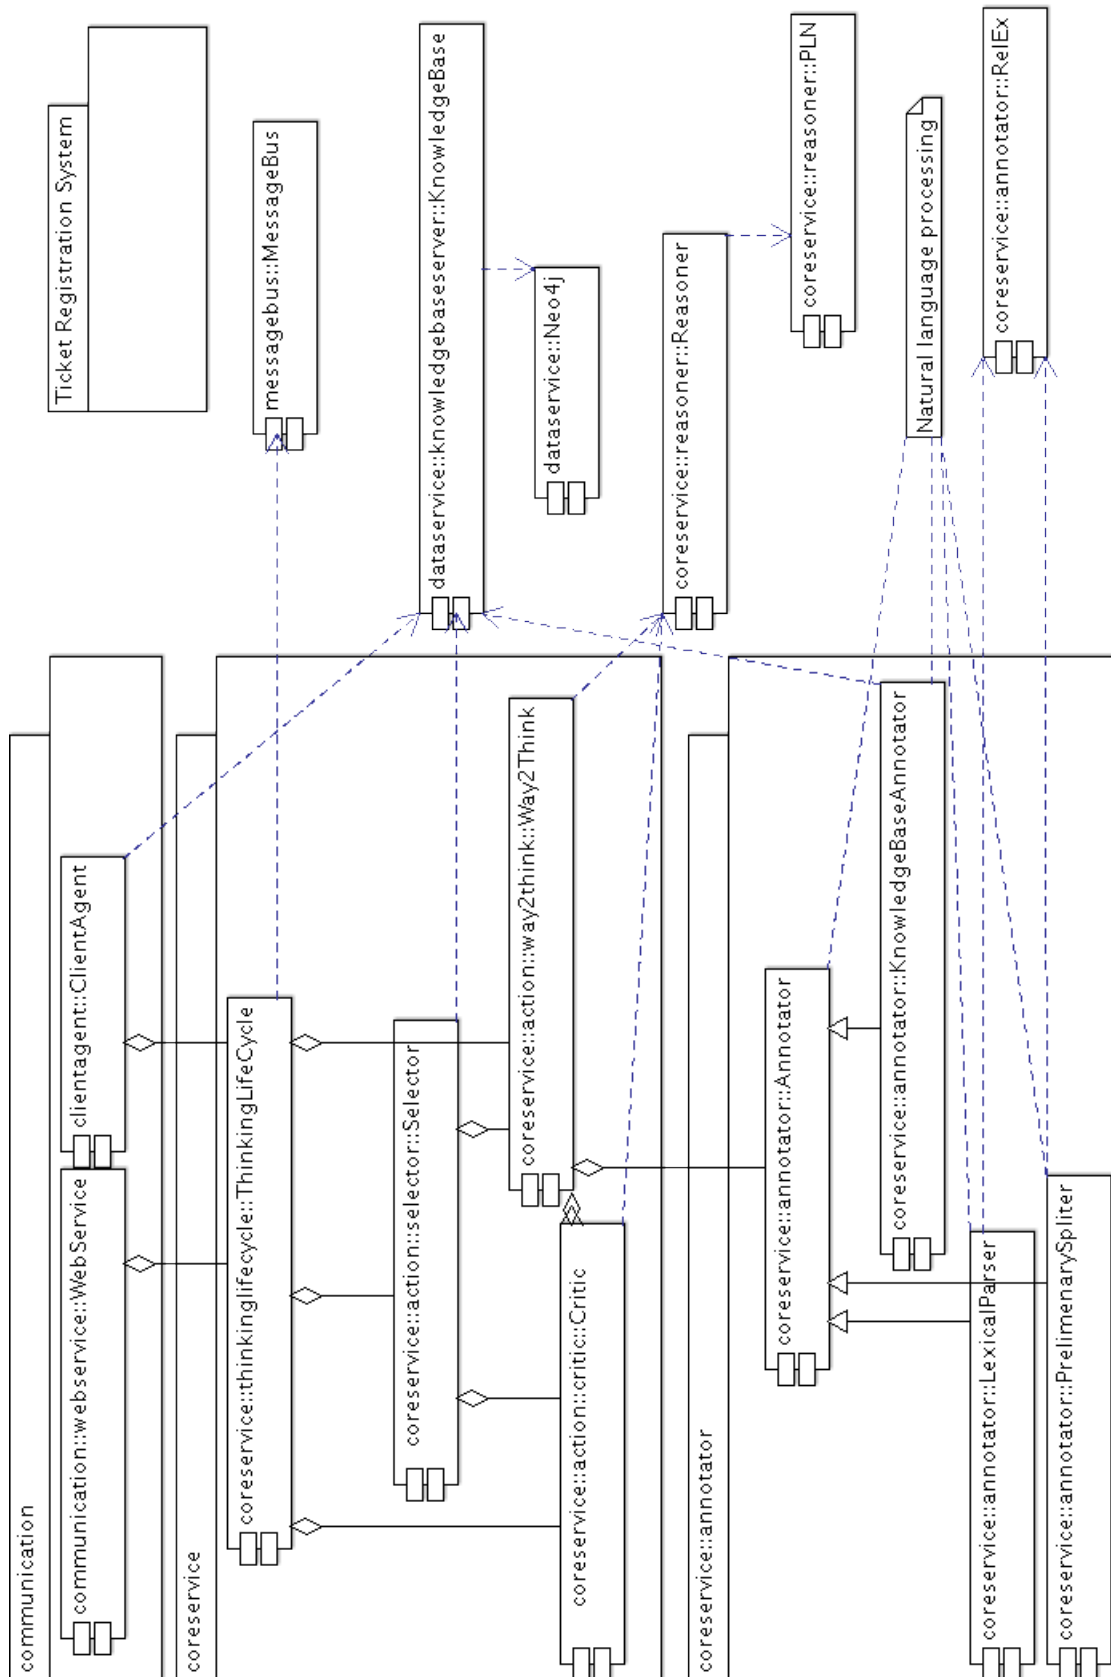 communication
communication::webservice::WebService
clientagent::ClientAgent
Ticket Registration System
coreservice
coreservice::thinkinglifecycle::ThinkingLifeCycle
messagebus::MessageBus
coreservice::action::selector::Selector
dataservice::knowledgebaseserver::KnowledgeBase
coreservice::action::way2think::Way2Think
dataservice::Neo4j
coreservice::action::critic::Critic
coreservice::reasoner::Reasoner
coreservice::annotator
coreservice::annotator::Annotator
coreservice::reasoner::PLN
coreservice::annotator::KnowledgeBaseAnnotator
Natural language processing
coreservice::annotator::LexicalParser
coreservice::annotator::RelEx
coreservice::annotator::PrelimenarySpliter